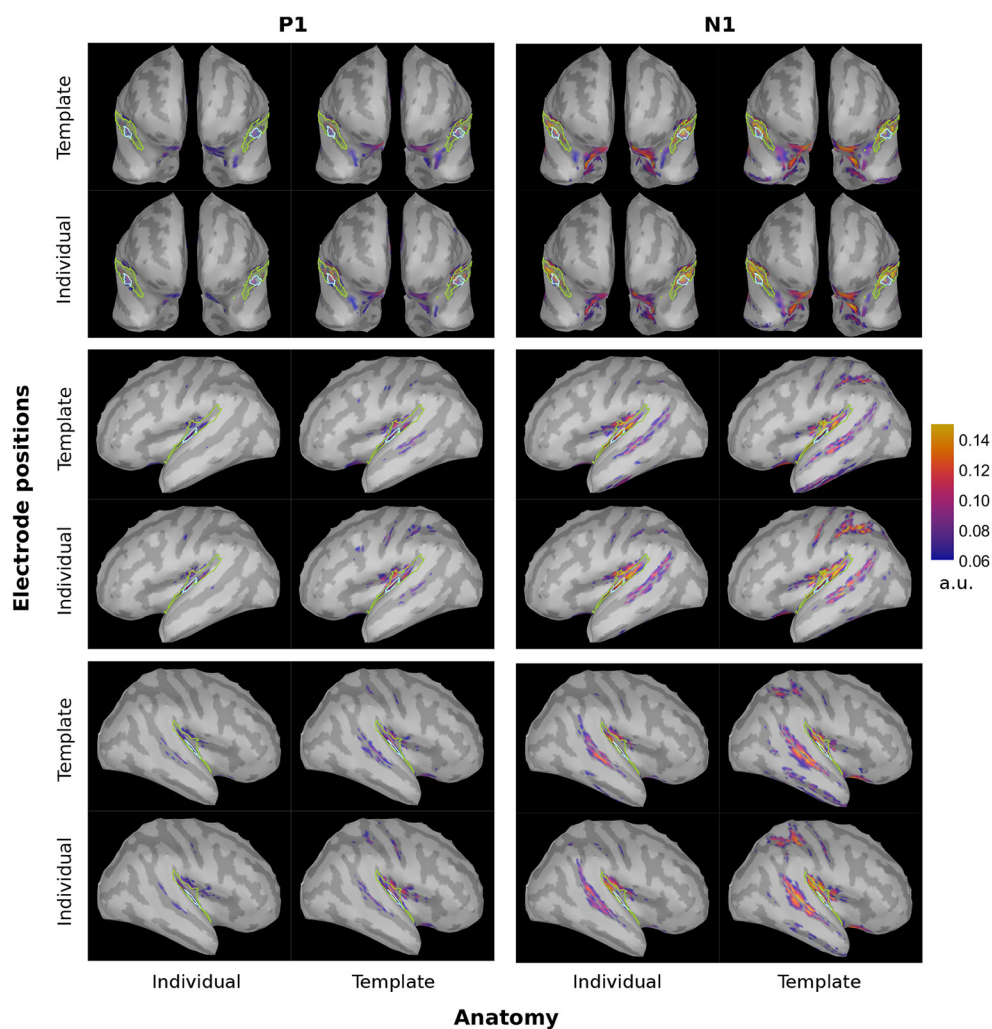 P1
N1
Template
Individual
Electrode positions
Template
Individual
0.14
0.12
0.10
0.08
0.06
a.u.
Template
Individual
Individual
Template
Individual
Template
Anatomy